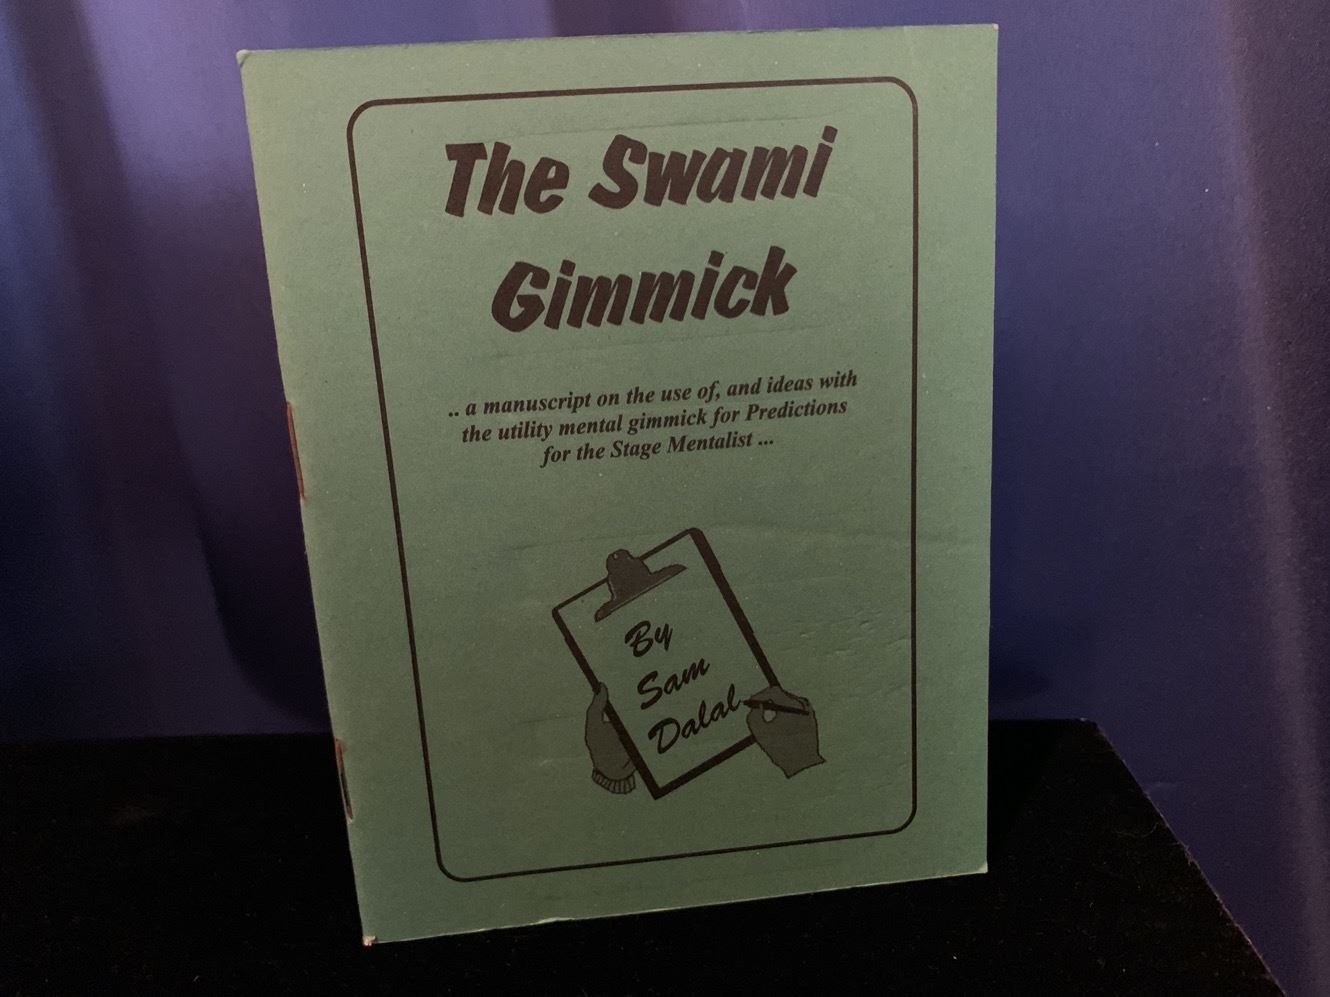 The Swami
Gimmick
.. a manuscript on the use of, and ideas with
the utility mental gimmick for Predictions
for the Stage Mentalist ...
By
Sam
Dalal